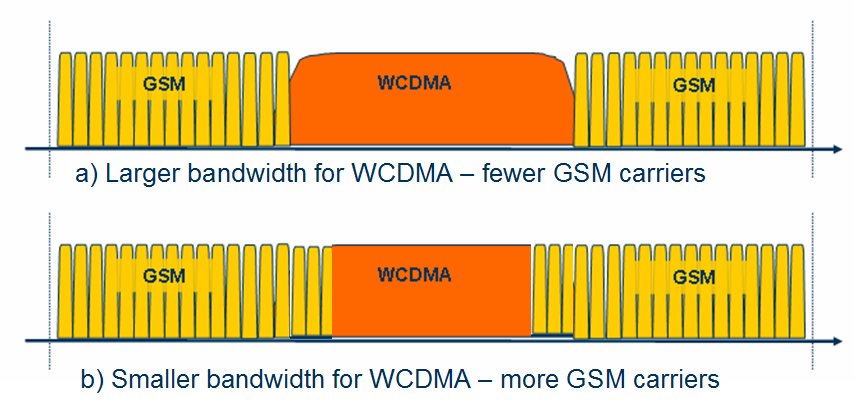 GSM WCDMA GSM
a) Larger bandwidth for WCDMA – fewer GSM carriers
GSM WCDMA GSM
b) Smaller bandwidth for WCDMA – more GSM carriers